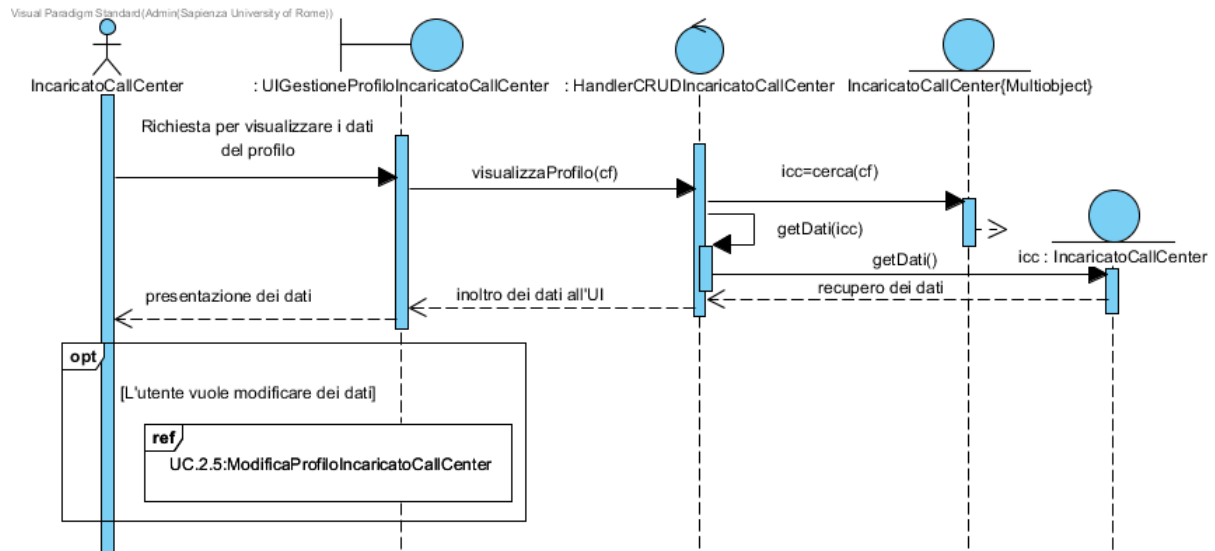 Visual Paradigm Standard(Admin(Sapienza University of Rome))
IncaricatoCallCenter
: UIGestioneProfiloIncaricatoCallCenter
: HandlerCRUDIncaricatoCallCenter
IncaricatoCallCenter{Multiobject}
Richiesta per visualizzare i dati
del profilo
visualizzaProfilo(cf)
icc=cerca(cf)
getDati(icc)
icc : IncaricatoCallCenter
getDati()
recupero dei dati
inoltro dei dati all'UI
presentazione dei dati
opt
[L'utente vuole modificare dei dati]
ref
UC.2.5:ModificaProfiloIncaricatoCallCenter